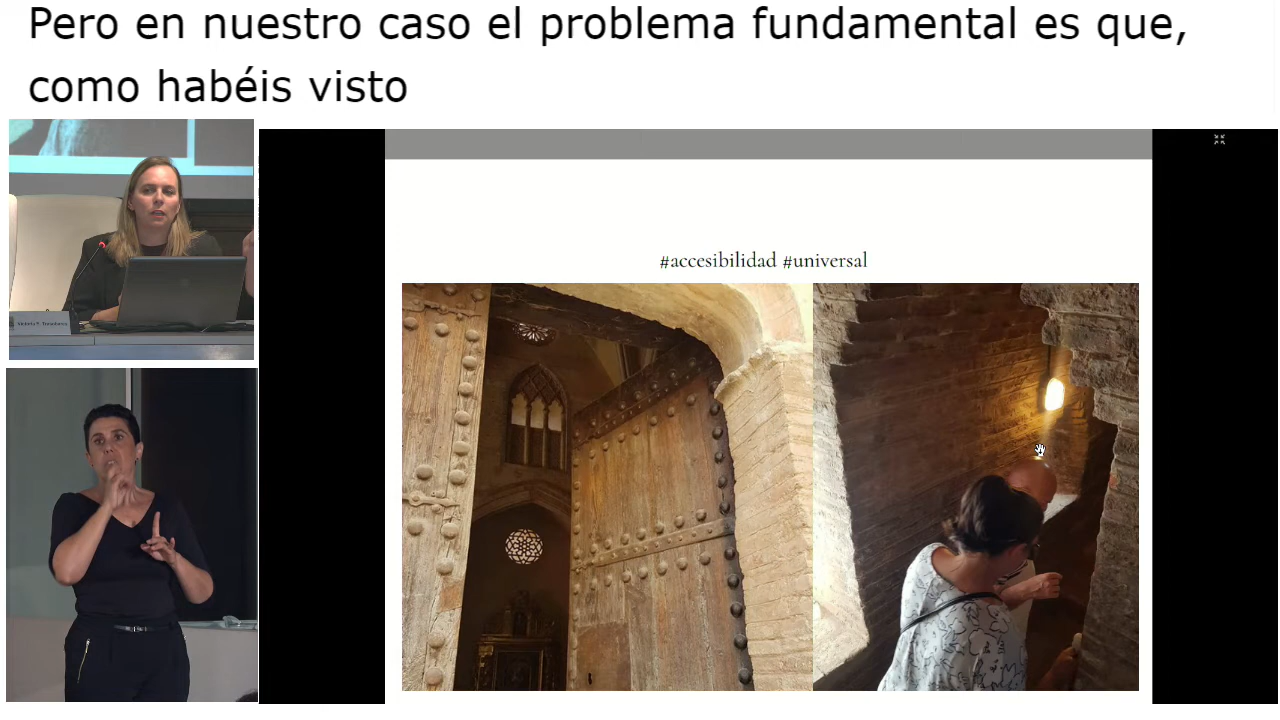 Pero en nuestro caso el problema fundamental es que,
como habéis visto
#accesibilidad #universal